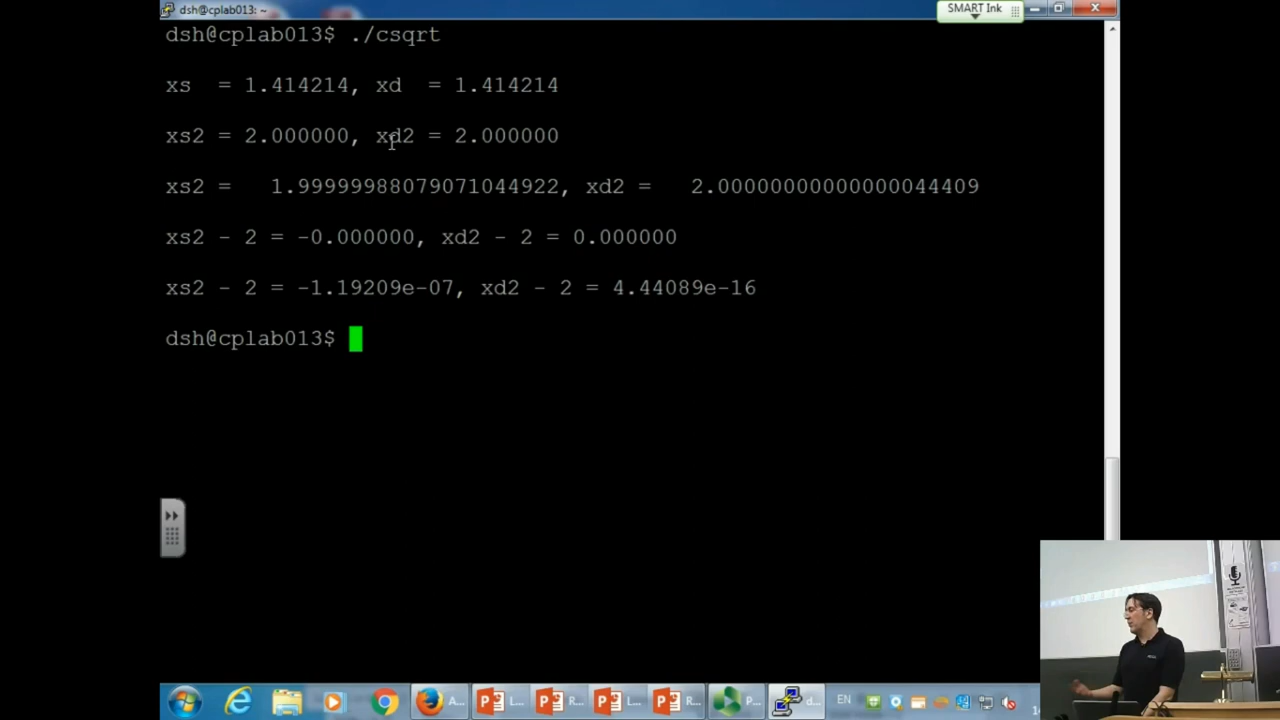 dsh@cplab013: ~
SMART Ink
dsh@cplab013$ ./csqrt
xs  = 1.414214, xd  = 1.414214
xs2 = 2.000000, xd2 = 2.000000
xs2 =   1.99999988079071044922, xd2 =   2.00000000000000044409
xs2 - 2 = -0.000000, xd2 - 2 = 0.000000
xs2 - 2 = -1.19209e-07, xd2 - 2 = 4.44089e-16
dsh@cplab013$
A... L... R... L... R... P... d... EN